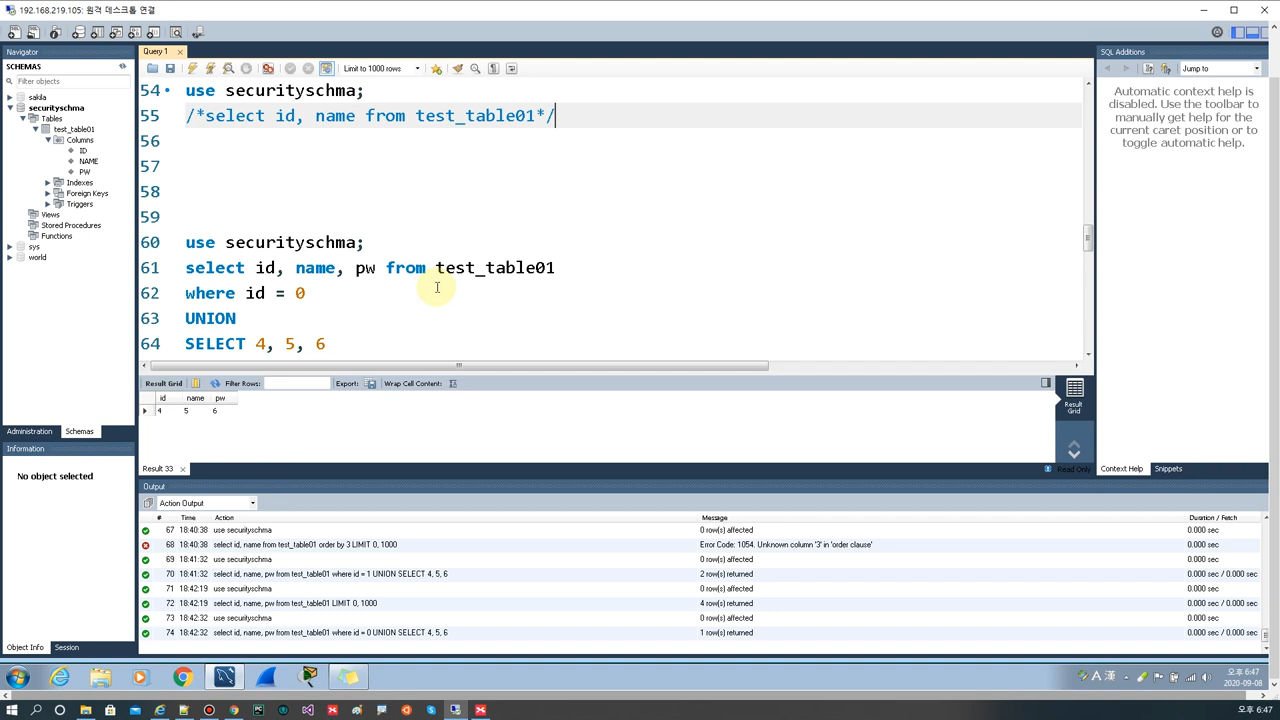 192.168.219.105: 원격 데스크톱 연결
Navigator
SCHEMAS
Filter objects
sakila
securityschma
Tables
test_table01
Columns
ID
NAME
PW
Indexes
Foreign Keys
Triggers
Views
Stored Procedures
Functions
sys
world
Administration Schemas
Information
No object selected
Object Info Session
Query 1
Limit to 1000 rows
54 use securityschma;
55 /*select id, name from test_table01*/
56
57
58
59
60 use securityschma;
61 select id, name, pw from test_table01
62 where id = 0
63 UNION
64 SELECT 4, 5, 6
Result Grid Filter Rows: Export: Wrap Cell Content:
id name pw
4 5 6
Result Grid
Result 33
Read Only
Output
Action Output
# Time Action Message Duration / Fetch
67 18:40:38 use securityschma 0 row(s) affected 0.000 sec
68 18:40:38 select id, name from test_table01 order by 3 LIMIT 0, 1000 Error Code: 1054. Unknown column '3' in 'order clause' 0.000 sec
69 18:41:32 use securityschma 0 row(s) affected 0.000 sec
70 18:41:32 select id, name, pw from test_table01 where id = 1 UNION SELECT 4, 5, 6 2 row(s) returned 0.000 sec / 0.000 sec
71 18:42:19 use securityschma 0 row(s) affected 0.000 sec
72 18:42:19 select id, name, pw from test_table01 LIMIT 0, 1000 4 row(s) returned 0.000 sec / 0.000 sec
73 18:42:32 use securityschma 0 row(s) affected 0.000 sec
74 18:42:32 select id, name, pw from test_table01 where id = 0 UNION SELECT 4, 5, 6 1 row(s) returned 0.000 sec / 0.000 sec
SQL Additions
Jump to
Automatic context help is
disabled. Use the toolbar to
manually get help for the
current caret position or to
toggle automatic help.
Context Help Snippets
A 漢
오후 6:47
2020-09-08
오후 6:47